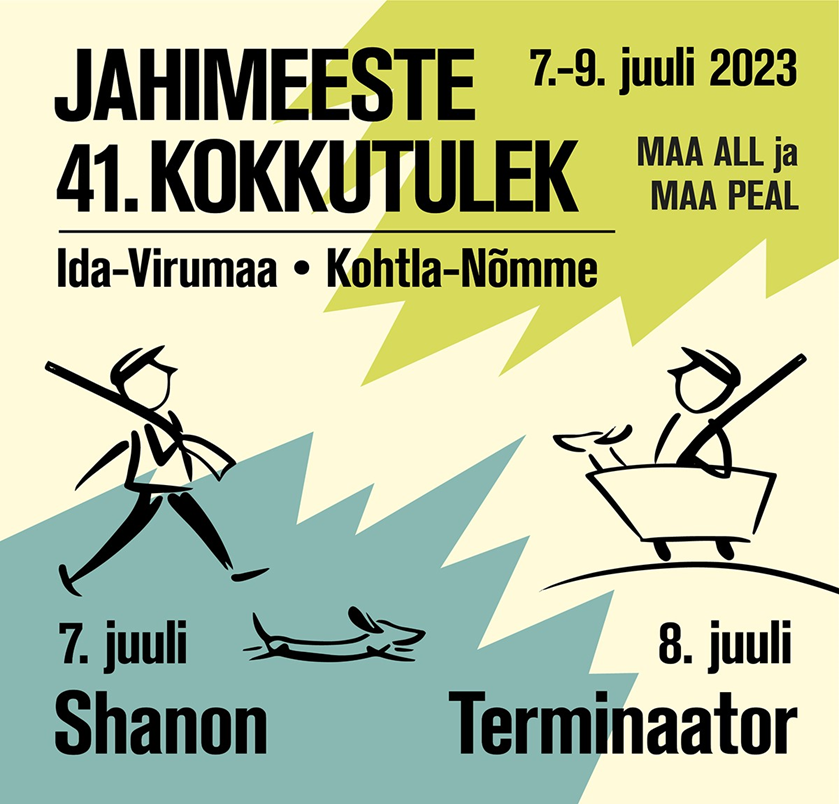 JAHIMEESTE
41. KOKKUTULEK
Ida-Virumaa • Kohtla-Nõmme
7.-9. juuli 2023
MAA ALL ja
MAA PEAL
7. juuli
Shanon
8. juuli
Terminaator